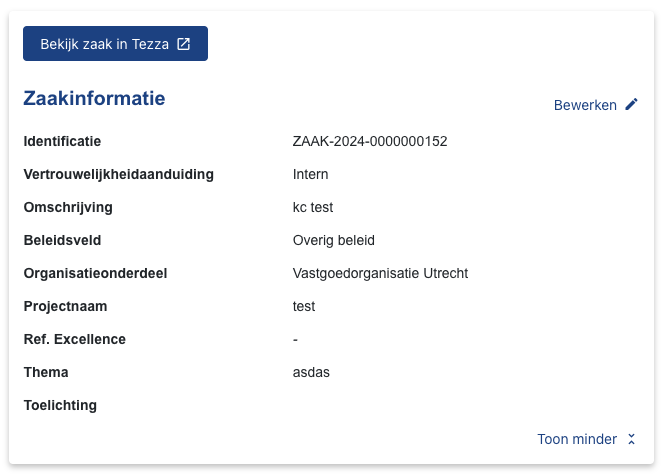 Bekijk zaak in Tezza
Zaakinformatie
Bewerken
Identificatie ZAAK-2024-0000000152
Vertrouwelijkheidaanduiding Intern
Omschrijving kc test
Beleidsveld Overig beleid
Organisatieonderdeel Vastgoedorganisatie Utrecht
Projectnaam test
Ref. Excellence -
Thema asdas
Toelichting
Toon minder